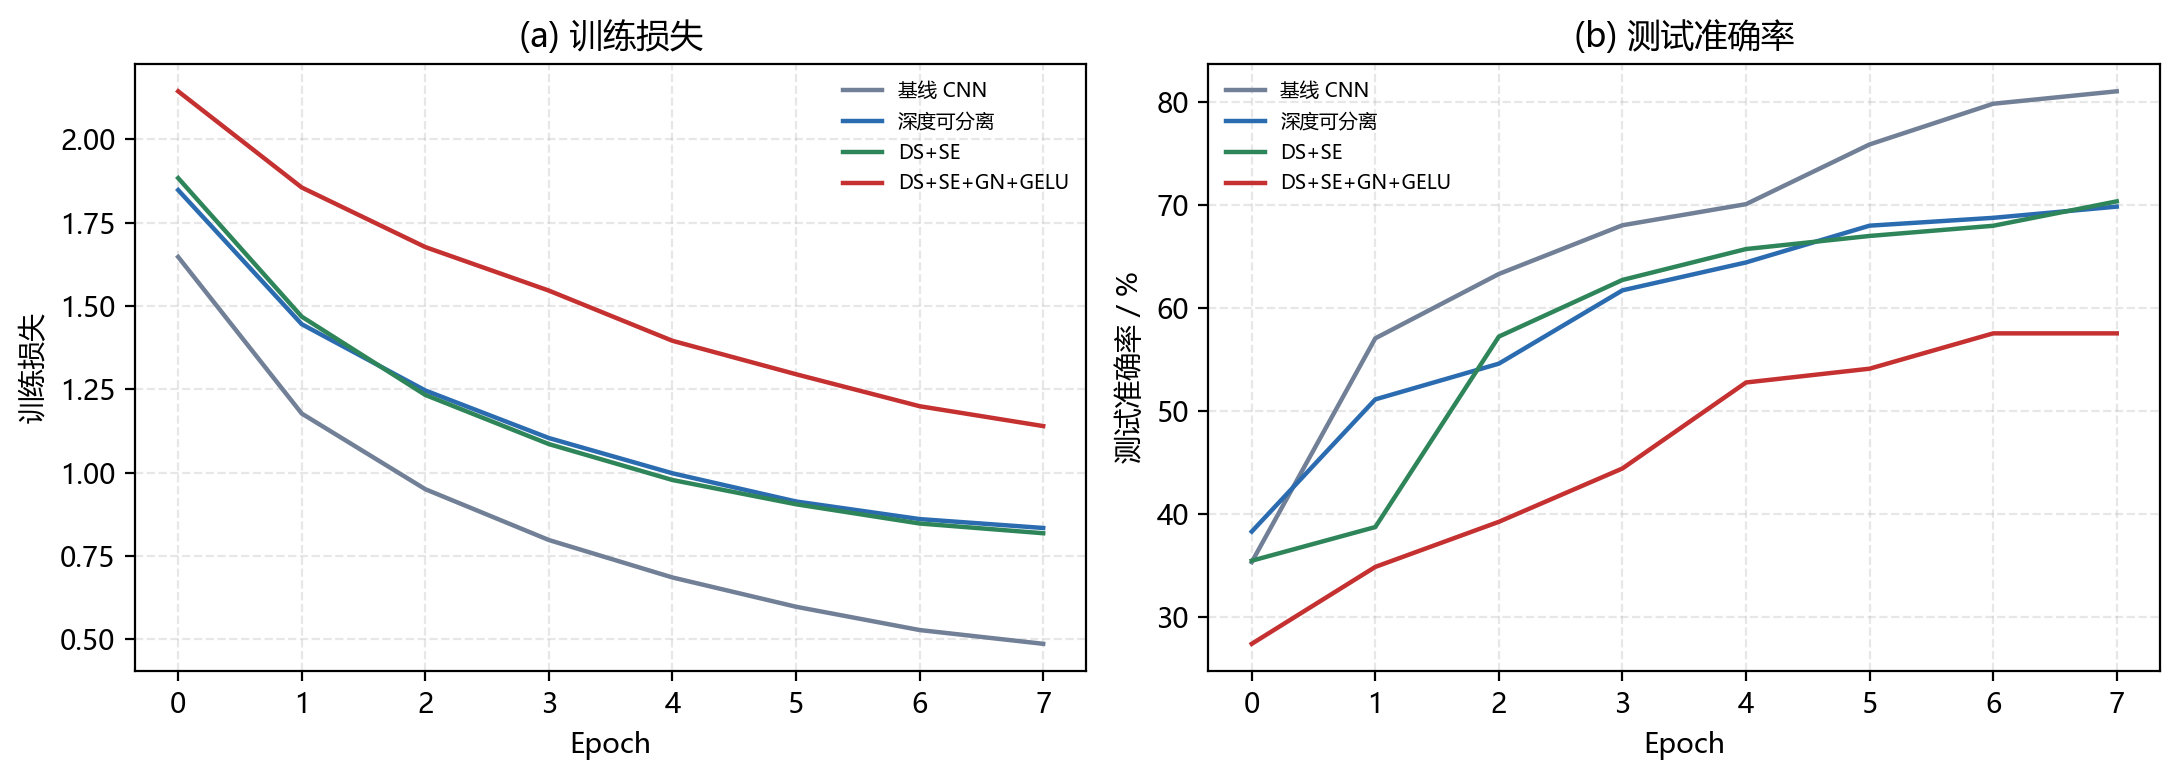 (a) 训练损失
训练损失
2.00
1.75
1.50
1.25
1.00
0.75
0.50
0 1 2 3 4 5 6 7
Epoch
基线 CNN
深度可分离
DS+SE
DS+SE+GN+GELU
(b) 测试准确率
测试准确率 / %
80
70
60
50
40
30
0 1 2 3 4 5 6 7
Epoch
基线 CNN
深度可分离
DS+SE
DS+SE+GN+GELU